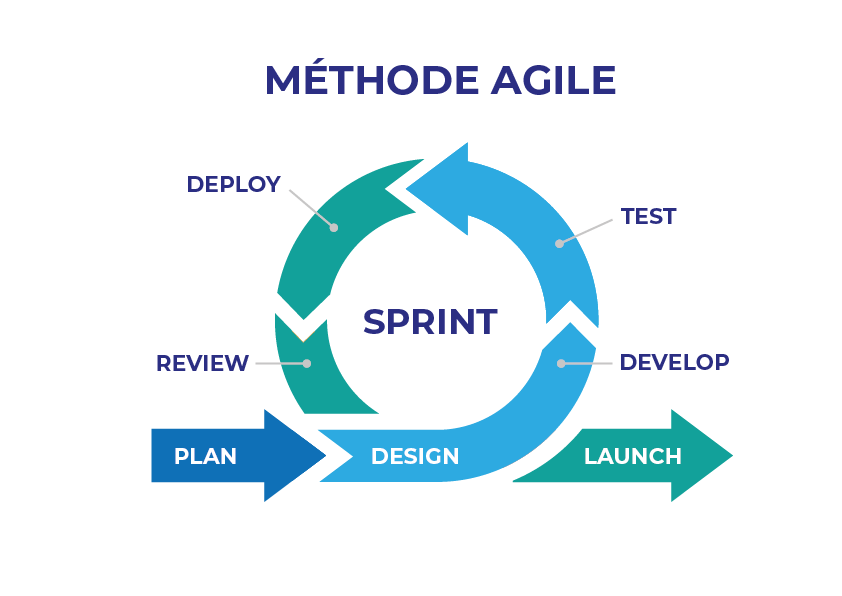 MÉTHODE AGILE
DEPLOY
TEST
SPRINT
REVIEW
DEVELOP
PLAN
DESIGN
LAUNCH